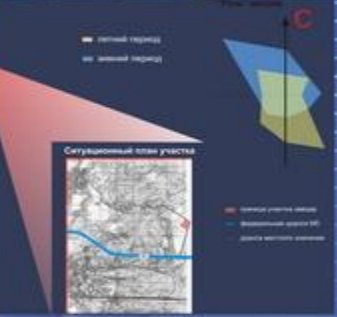 С
летний период
зимний период
Ситуационный план участка
граница участка завода
федеральная дорога М5
дорога местного значения